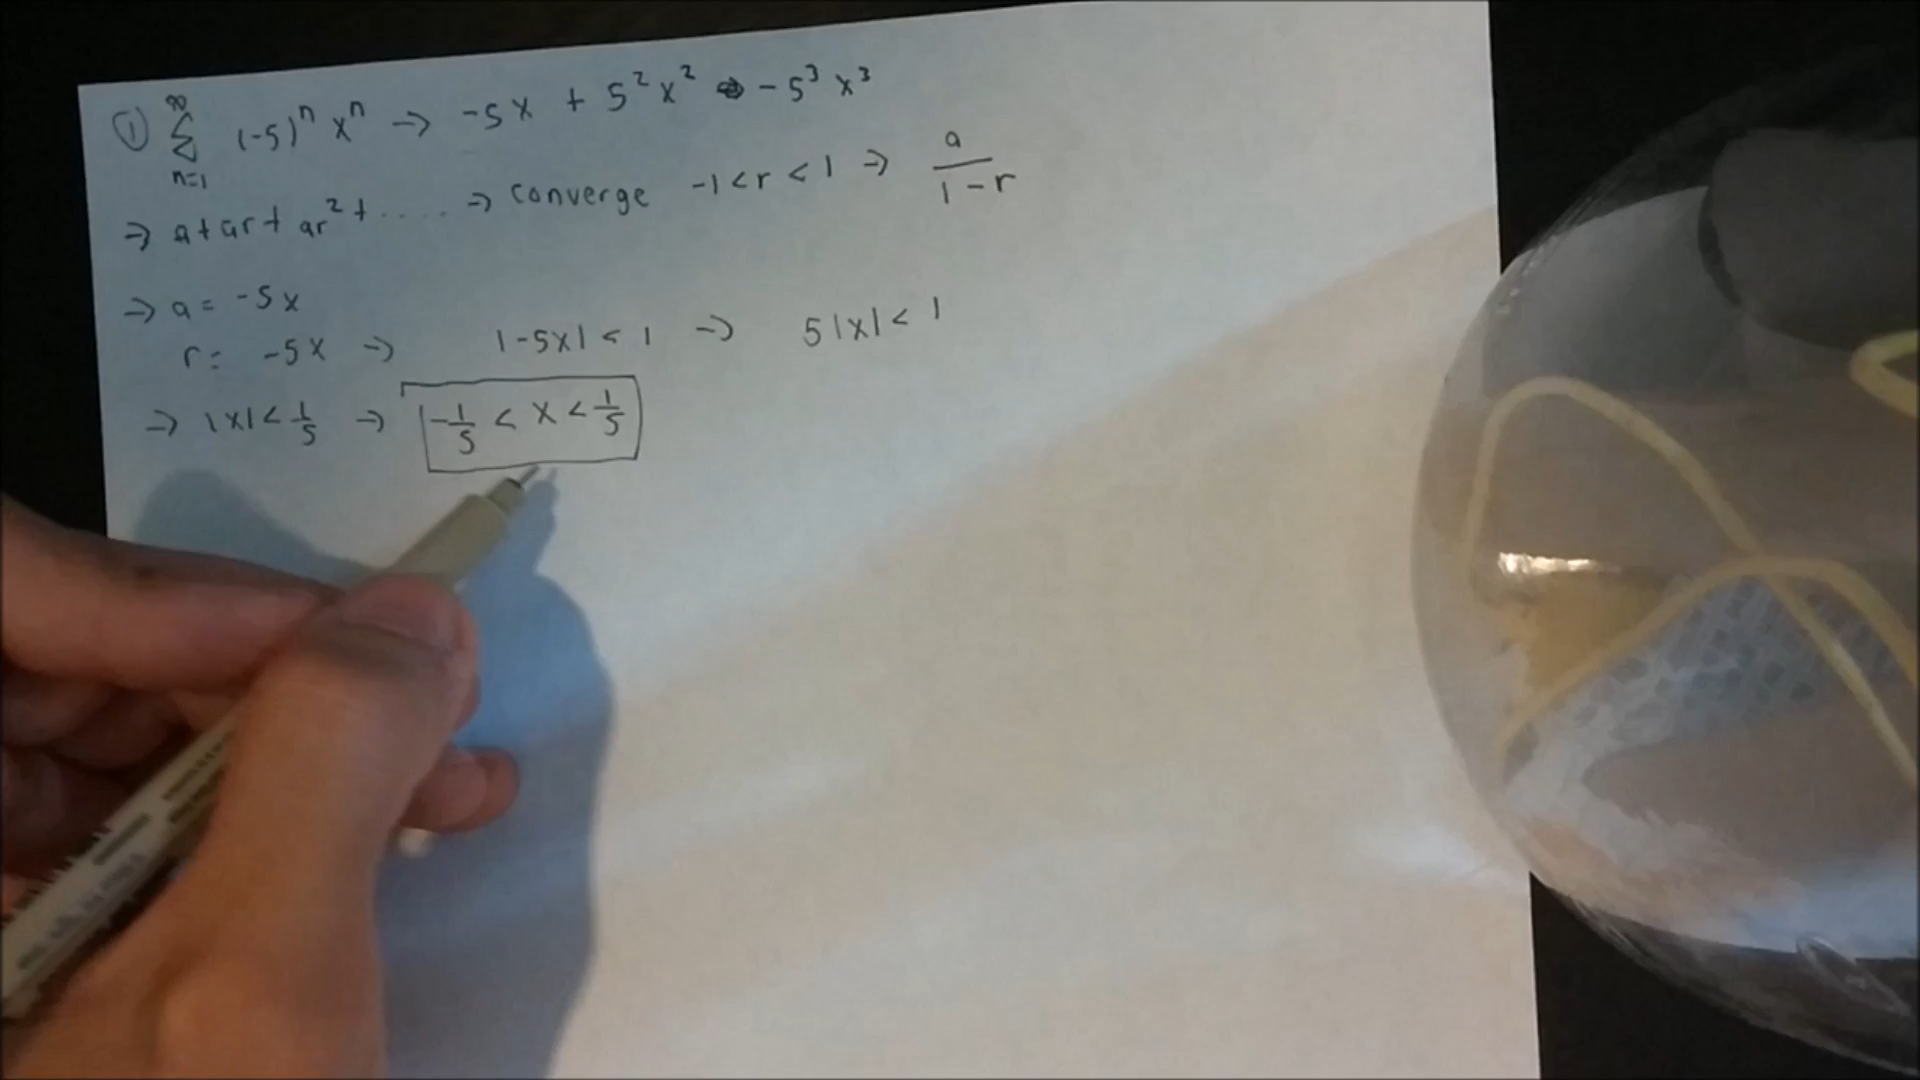 ① ∞ Σ n=1 (-5)ⁿ xⁿ → -5x + 5²x² - 5³x³
⇒ a + ar + ar² + ..... ⇒ converge -1 < r < 1 ⇒ a/(1-r)
⇒ a = -5x
r = -5x ⇒ |-5x| < 1 ⇒ 5|x| < 1
⇒ |x| < 1/5 ⇒ -1/5 < x < 1/5